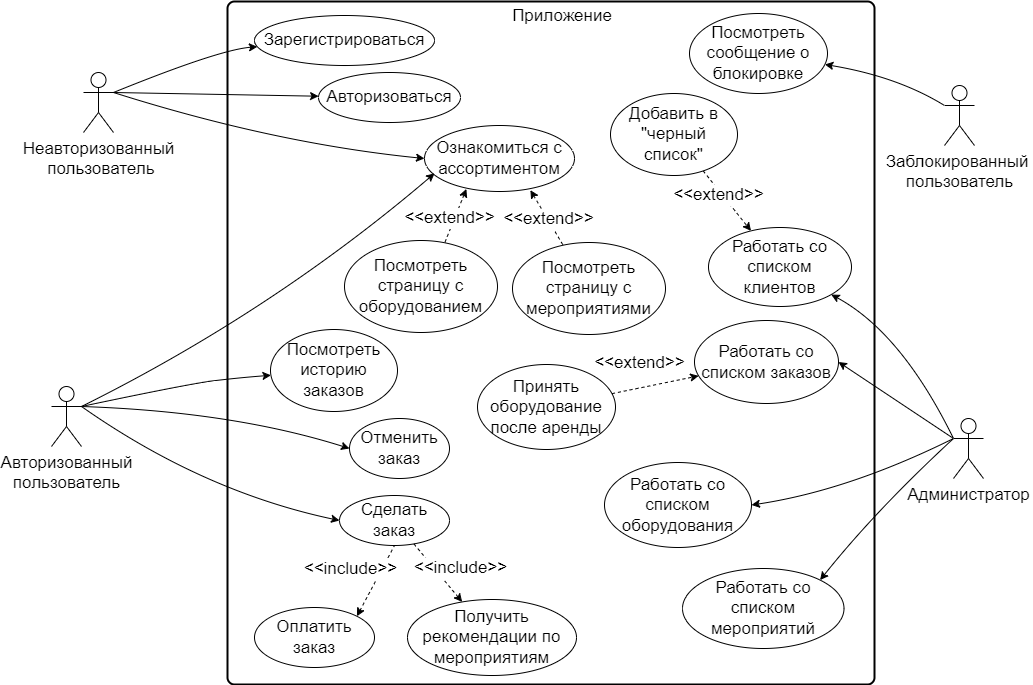 Приложение
Зарегистрироваться
Посмотреть
сообщение о
блокировке
Авторизоваться
Неавторизованный
пользователь
Добавить в
"черный
список"
Заблокированный
пользователь
Ознакомиться с
ассортиментом
<<extend>>
<<extend>>
<<extend>>
Посмотреть
страницу с
оборудованием
Посмотреть
страницу с
мероприятиями
Работать со
списком
клиентов
Посмотреть
историю
заказов
<<extend>>
Работать со
списком заказов
Принять
оборудование
после аренды
Авторизованный
пользователь
Отменить
заказ
Администратор
Работать со
списком
оборудования
Сделать
заказ
<<include>>
<<include>>
Оплатить
заказ
Получить
рекомендации по
мероприятиям
Работать со
списком
мероприятий